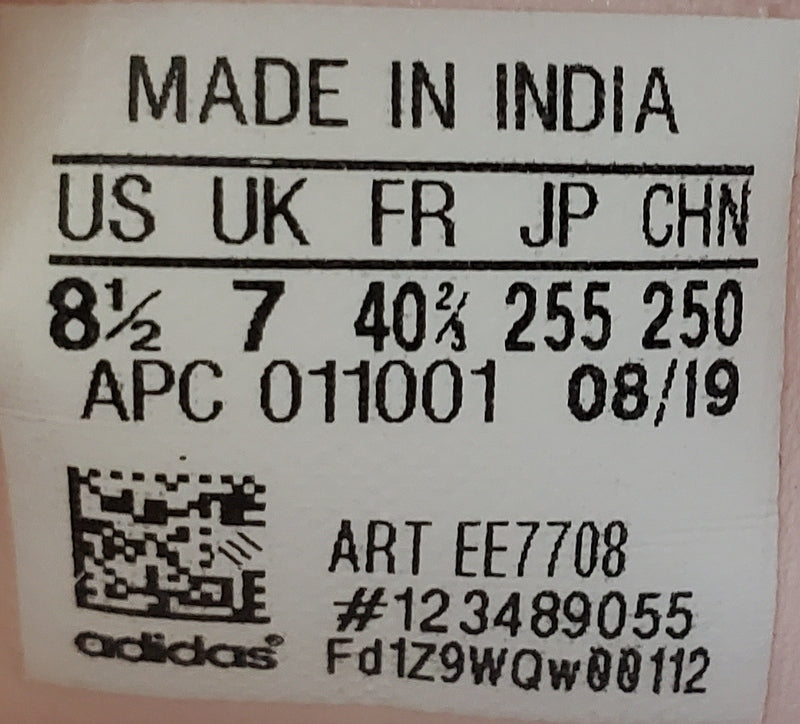 MADE IN INDIA
US UK FR JP CHN
8½ 7 40⅔ 255 250
APC 011001 08/19
ART EE7708
#123489055
adidas®
Fd1Z9WQw00112